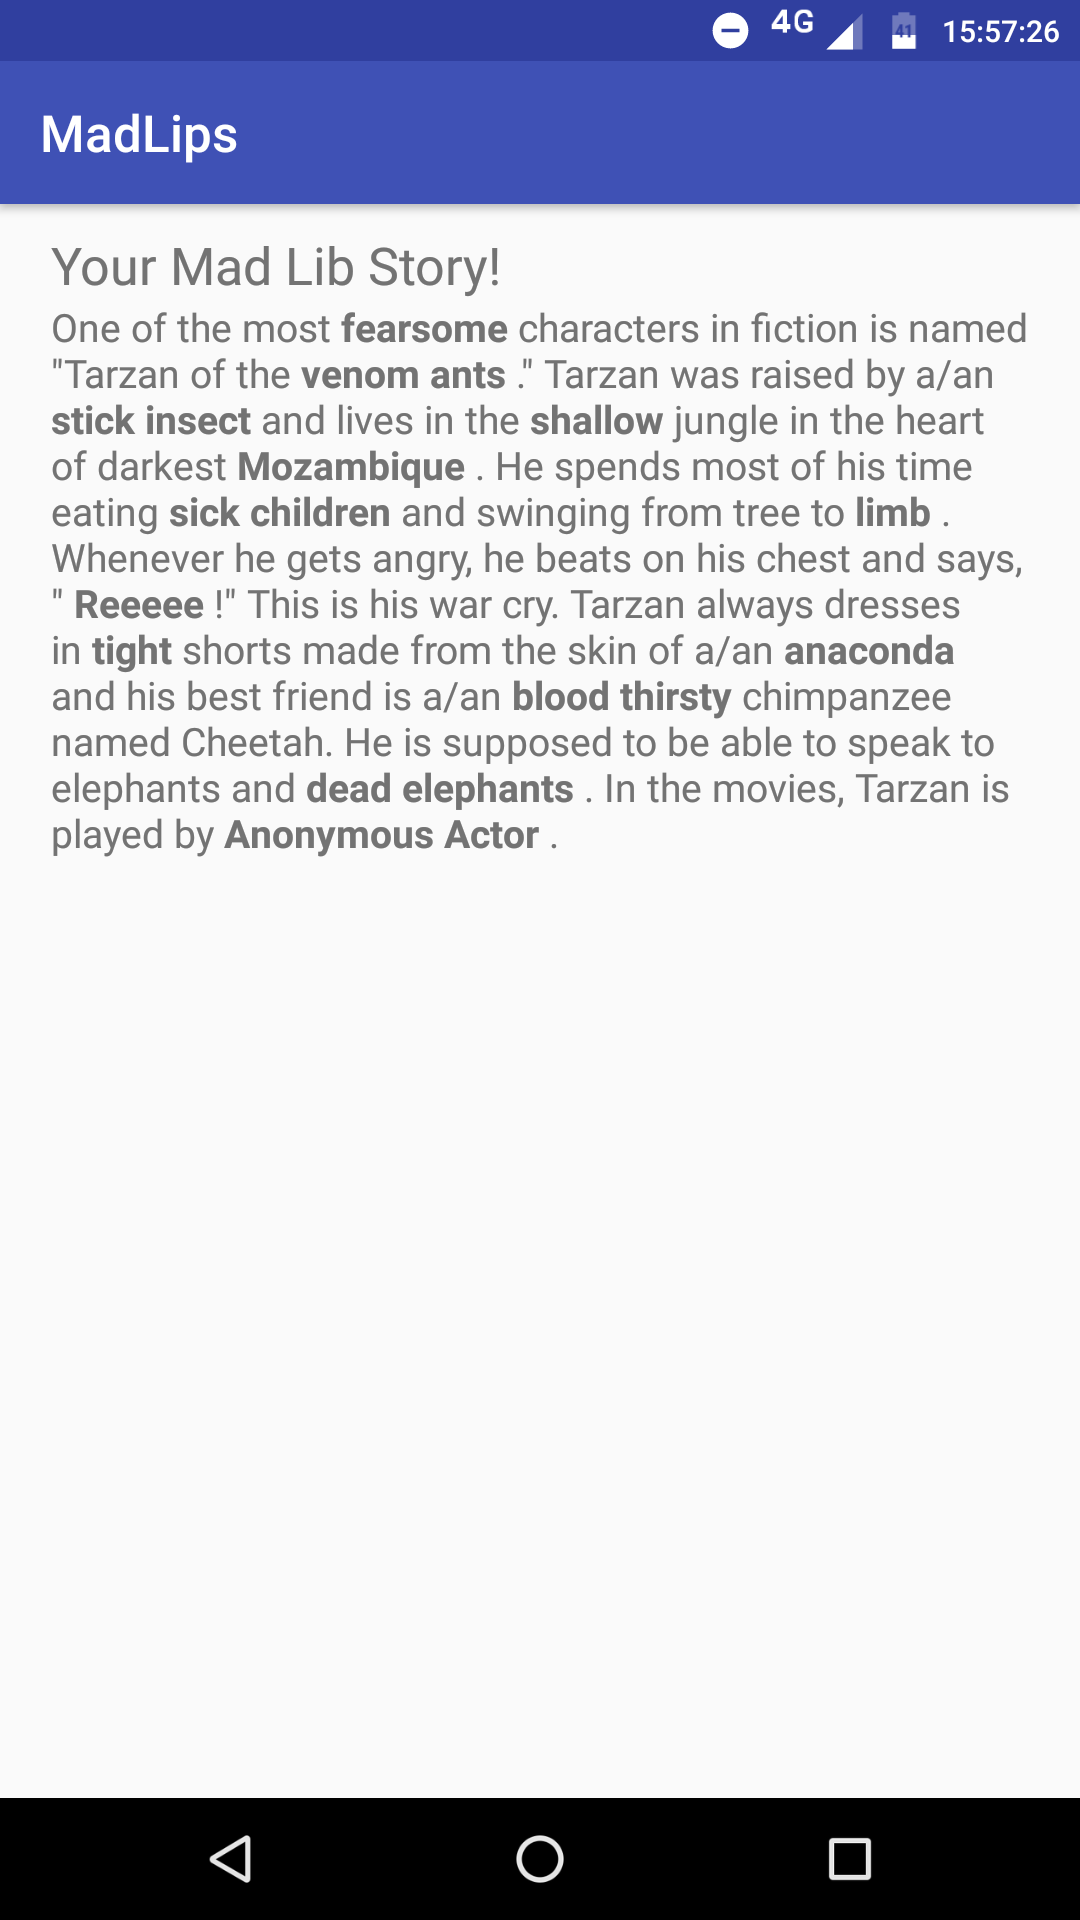 4G 41 15:57:26
MadLips
Your Mad Lib Story!
One of the most fearsome characters in fiction is named
"Tarzan of the venom ants ." Tarzan was raised by a/an
stick insect and lives in the shallow jungle in the heart
of darkest Mozambique . He spends most of his time
eating sick children and swinging from tree to limb .
Whenever he gets angry, he beats on his chest and says,
" Reeeee !" This is his war cry. Tarzan always dresses
in tight shorts made from the skin of a/an anaconda
and his best friend is a/an blood thirsty chimpanzee
named Cheetah. He is supposed to be able to speak to
elephants and dead elephants . In the movies, Tarzan is
played by Anonymous Actor .